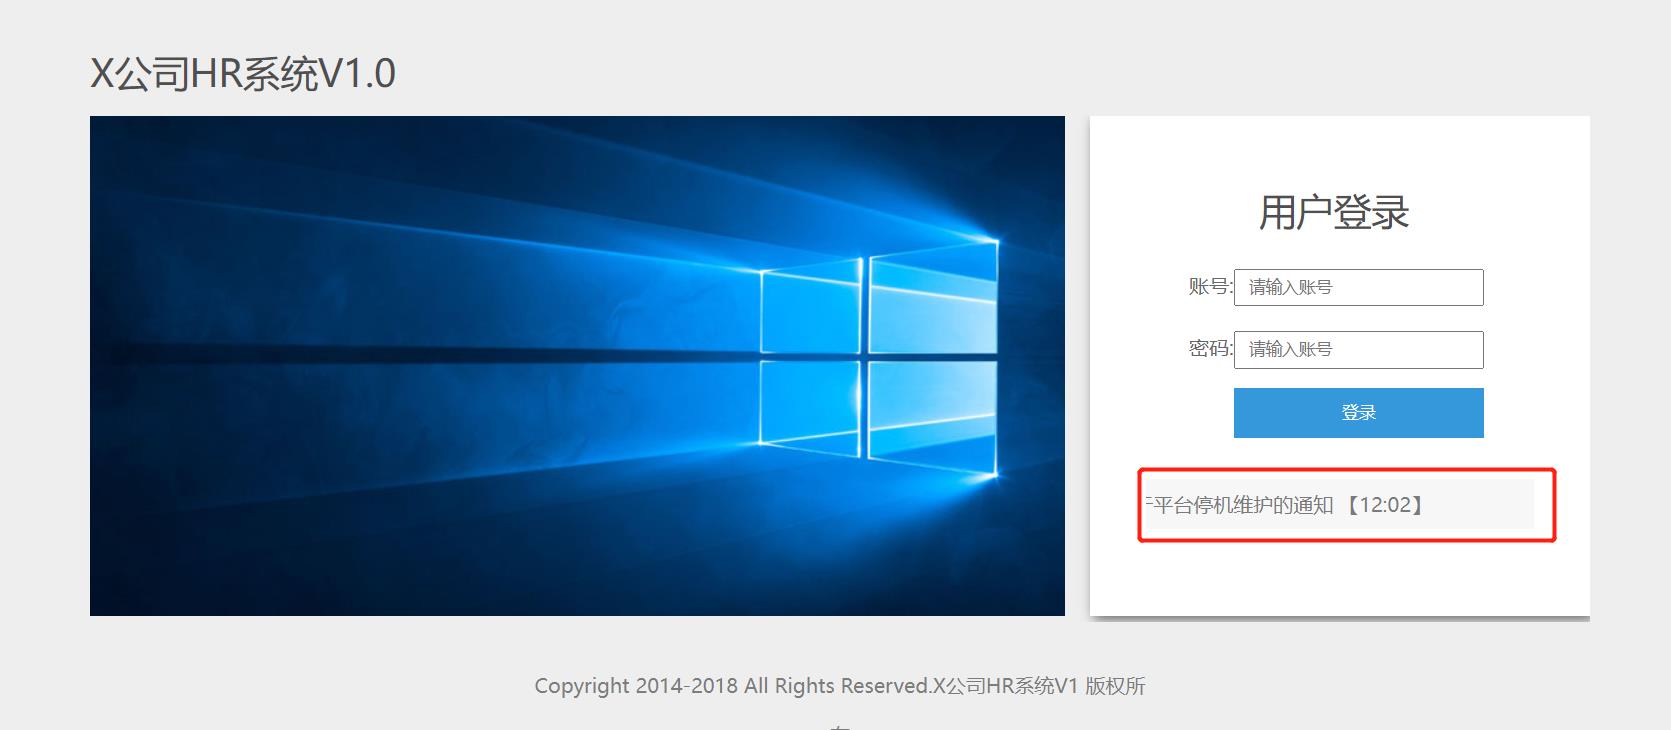 X公司HR系统V1.0
用户登录
账号: 请输入账号
密码: 请输入账号
登录
平台停机维护的通知 【12:02】
Copyright 2014-2018 All Rights Reserved.X公司HR系统V1 版权所